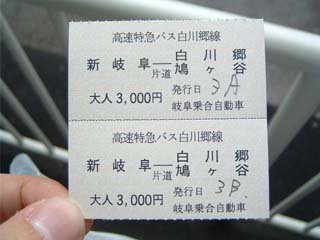 高速特急バス白川郷線
新岐阜―白川郷
片道 鳩ヶ谷
大人 3,000円 発行日 3A
岐阜乗合自動車
高速特急バス白川郷線
新岐阜―白川郷
片道 鳩ヶ谷
大人 3,000円 発行日 3B
岐阜乗合自動車